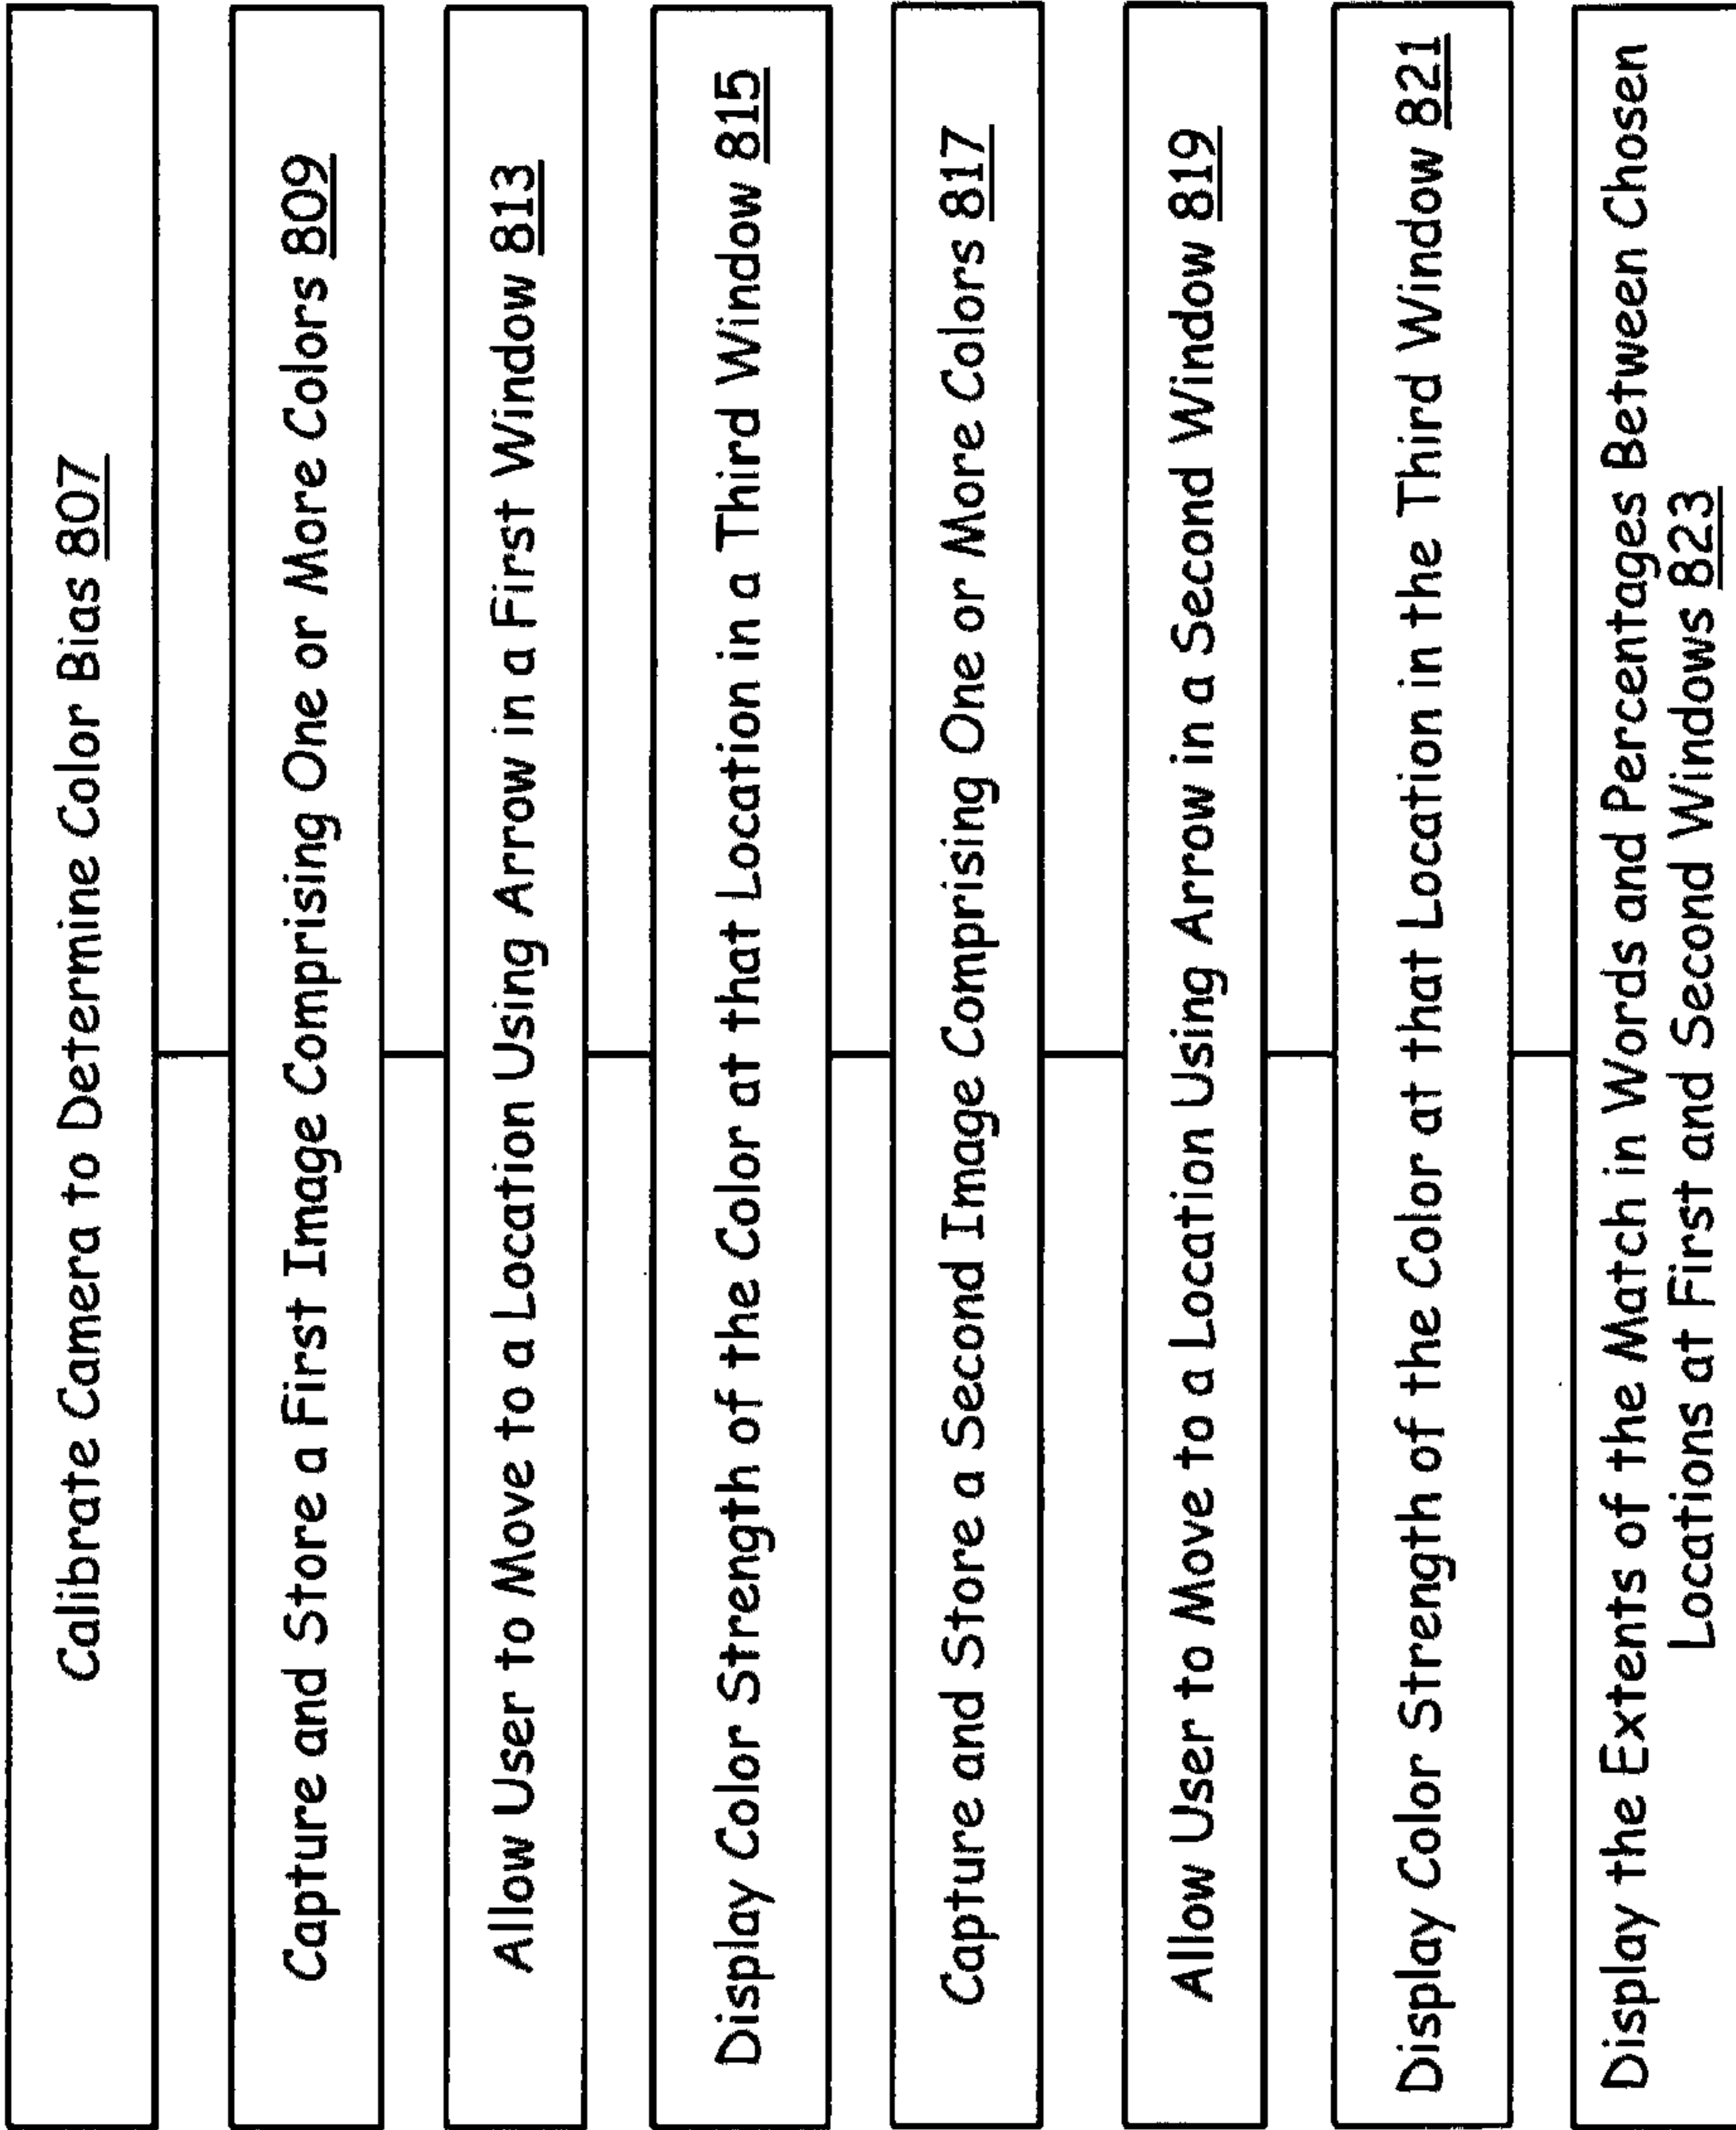 Calibrate Camera to Determine Color Bias 807
Capture and Store a First Image Comprising One or More Colors 809
Allow User to Move to a Location Using Arrow in a First Window 813
Display Color Strength of the Color at that Location in a Third Window 815
Capture and Store a Second Image Comprising One or More Colors 817
Allow User to Move to a Location Using Arrow in a Second Window 819
Display Color Strength of the Color at that Location in the Third Window 821
Display the Extents of the Match in Words and Percentages Between Chosen
Locations at First and Second Windows 823